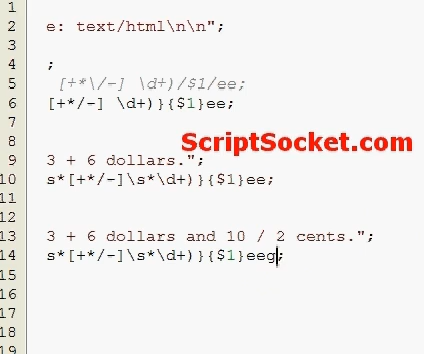 1
2 e: text/html\n\n";
3
4 ;
5 [+*\/-] \d+)/$1/ee;
6 [+*/-] \d+)}{$1}ee;
7
8 ScriptSocket.com
9 3 + 6 dollars.";
10 s*[+*/-]\s*\d+)}{$1}ee;
11
12
13 3 + 6 dollars and 10 / 2 cents.";
14 s*[+*/-]\s*\d+)}{$1}eeg;
15
16
17
18
19